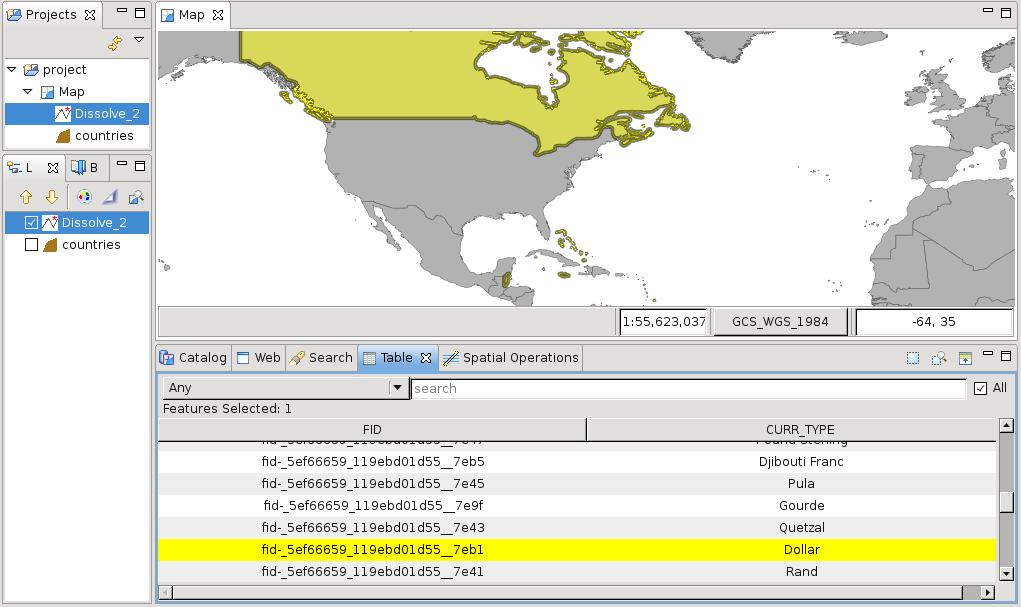 Projects
Map
project
Map
Dissolve_2
countries
L
B
Dissolve_2
countries
1:55,623,037
GCS_WGS_1984
-64, 35
Catalog
Web
Search
Table
Spatial Operations
Any
search
All
Features Selected: 1
FID CURR_TYPE
fid-_5ef66659_119ebd01d55__7eb5 Djibouti Franc
fid-_5ef66659_119ebd01d55__7e45 Pula
fid-_5ef66659_119ebd01d55__7e9f Gourde
fid-_5ef66659_119ebd01d55__7e43 Quetzal
fid-_5ef66659_119ebd01d55__7eb1 Dollar
fid-_5ef66659_119ebd01d55__7e41 Rand